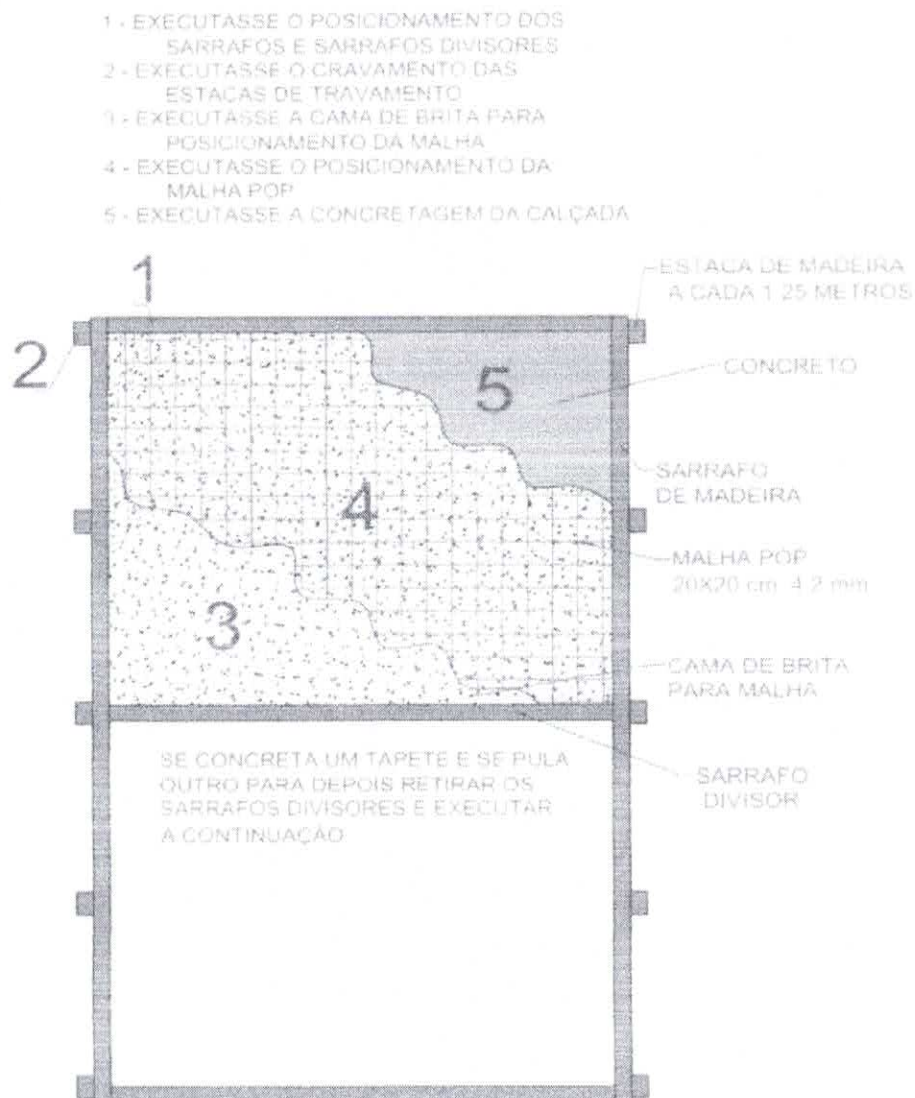 1 - EXECUTASSE O POSICIONAMENTO DOS
SARRAFOS E SARRAFOS DIVISORES
2 - EXECUTASSE O CRAVAMENTO DAS
ESTACAS DE TRAVAMENTO
3 - EXECUTASSE A CAMA DE BRITA PARA
POSICIONAMENTO DA MALHA
4 - EXECUTASSE O POSICIONAMENTO DA
MALHA POP
5 - EXECUTASSE A CONCRETAGEM DA CALÇADA
1
2
ESTACA DE MADEIRA
A CADA 1.25 METROS
5
CONCRETO
SARRAFO
DE MADEIRA
4
MALHA POP
20X20 cm 4.2 mm
3
CAMA DE BRITA
PARA MALHA
SARRAFO
DIVISOR
SE CONCRETA UM TAPETE E SE PULA
OUTRO PARA DEPOIS RETIRAR OS
SARRAFOS DIVISORES E EXECUTAR
A CONTINUAÇÃO